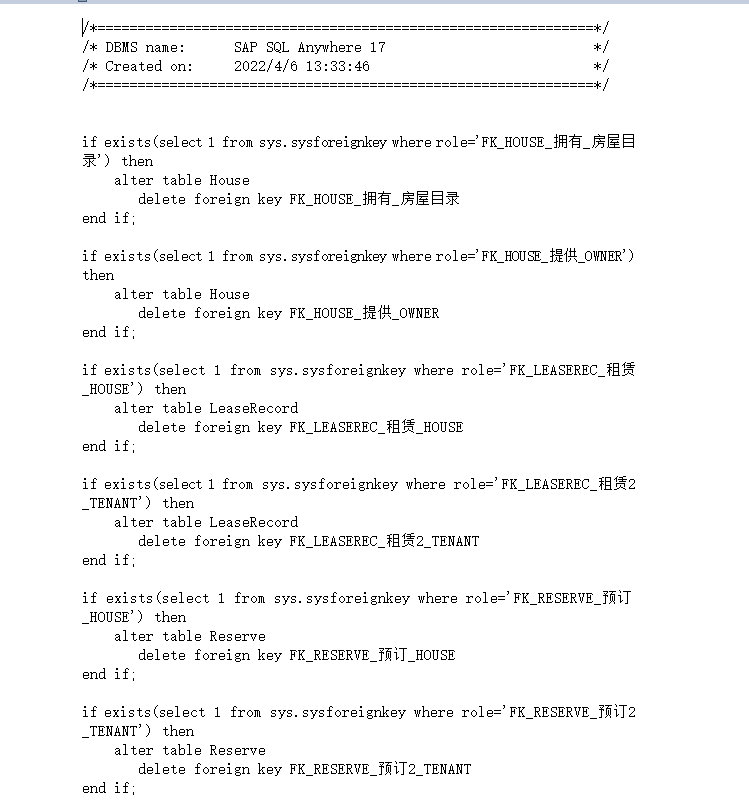 /*==============================================================*/
/* DBMS name:      SAP SQL Anywhere 17                          */
/* Created on:     2022/4/6 13:33:46                            */
/*==============================================================*/
if exists(select 1 from sys.sysforeignkey where role='FK_HOUSE_拥有_房屋目
录') then
    alter table House
       delete foreign key FK_HOUSE_拥有_房屋目录
end if;
if exists(select 1 from sys.sysforeignkey where role='FK_HOUSE_提供_OWNER')
then
    alter table House
       delete foreign key FK_HOUSE_提供_OWNER
end if;
if exists(select 1 from sys.sysforeignkey where role='FK_LEASEREC_租赁
_HOUSE') then
    alter table LeaseRecord
       delete foreign key FK_LEASEREC_租赁_HOUSE
end if;
if exists(select 1 from sys.sysforeignkey where role='FK_LEASEREC_租赁2
_TENANT') then
    alter table LeaseRecord
       delete foreign key FK_LEASEREC_租赁2_TENANT
end if;
if exists(select 1 from sys.sysforeignkey where role='FK_RESERVE_预订
_HOUSE') then
    alter table Reserve
       delete foreign key FK_RESERVE_预订_HOUSE
end if;
if exists(select 1 from sys.sysforeignkey where role='FK_RESERVE_预订2
_TENANT') then
    alter table Reserve
       delete foreign key FK_RESERVE_预订2_TENANT
end if;